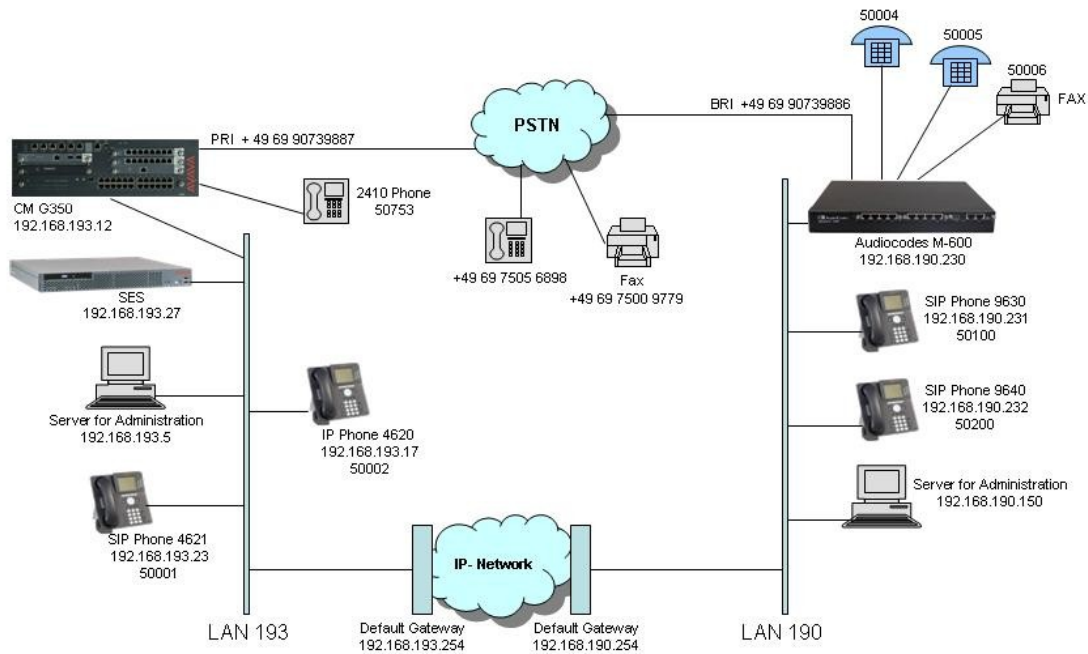 50004
50005
50006
FAX
PSTN
BRI +49 69 90739886
PRI + 49 69 90739887
AVAYA
CM G350
192.168.193.12
2410 Phone
50753
+49 69 7505 6898
Fax
+49 69 7500 9779
Audiocodes M-600
192.168.190.230
SES
192.168.193.27
SIP Phone 9630
192.168.190.231
50100
Server for Administration
192.168.193.5
IP Phone 4620
192.168.193.17
50002
SIP Phone 9640
192.168.190.232
50200
Server for Administration
192.168.190.150
SIP Phone 4621
192.168.193.23
50001
IP- Network
LAN 193
Default Gateway
192.168.193.254
Default Gateway
192.168.190.254
LAN 190